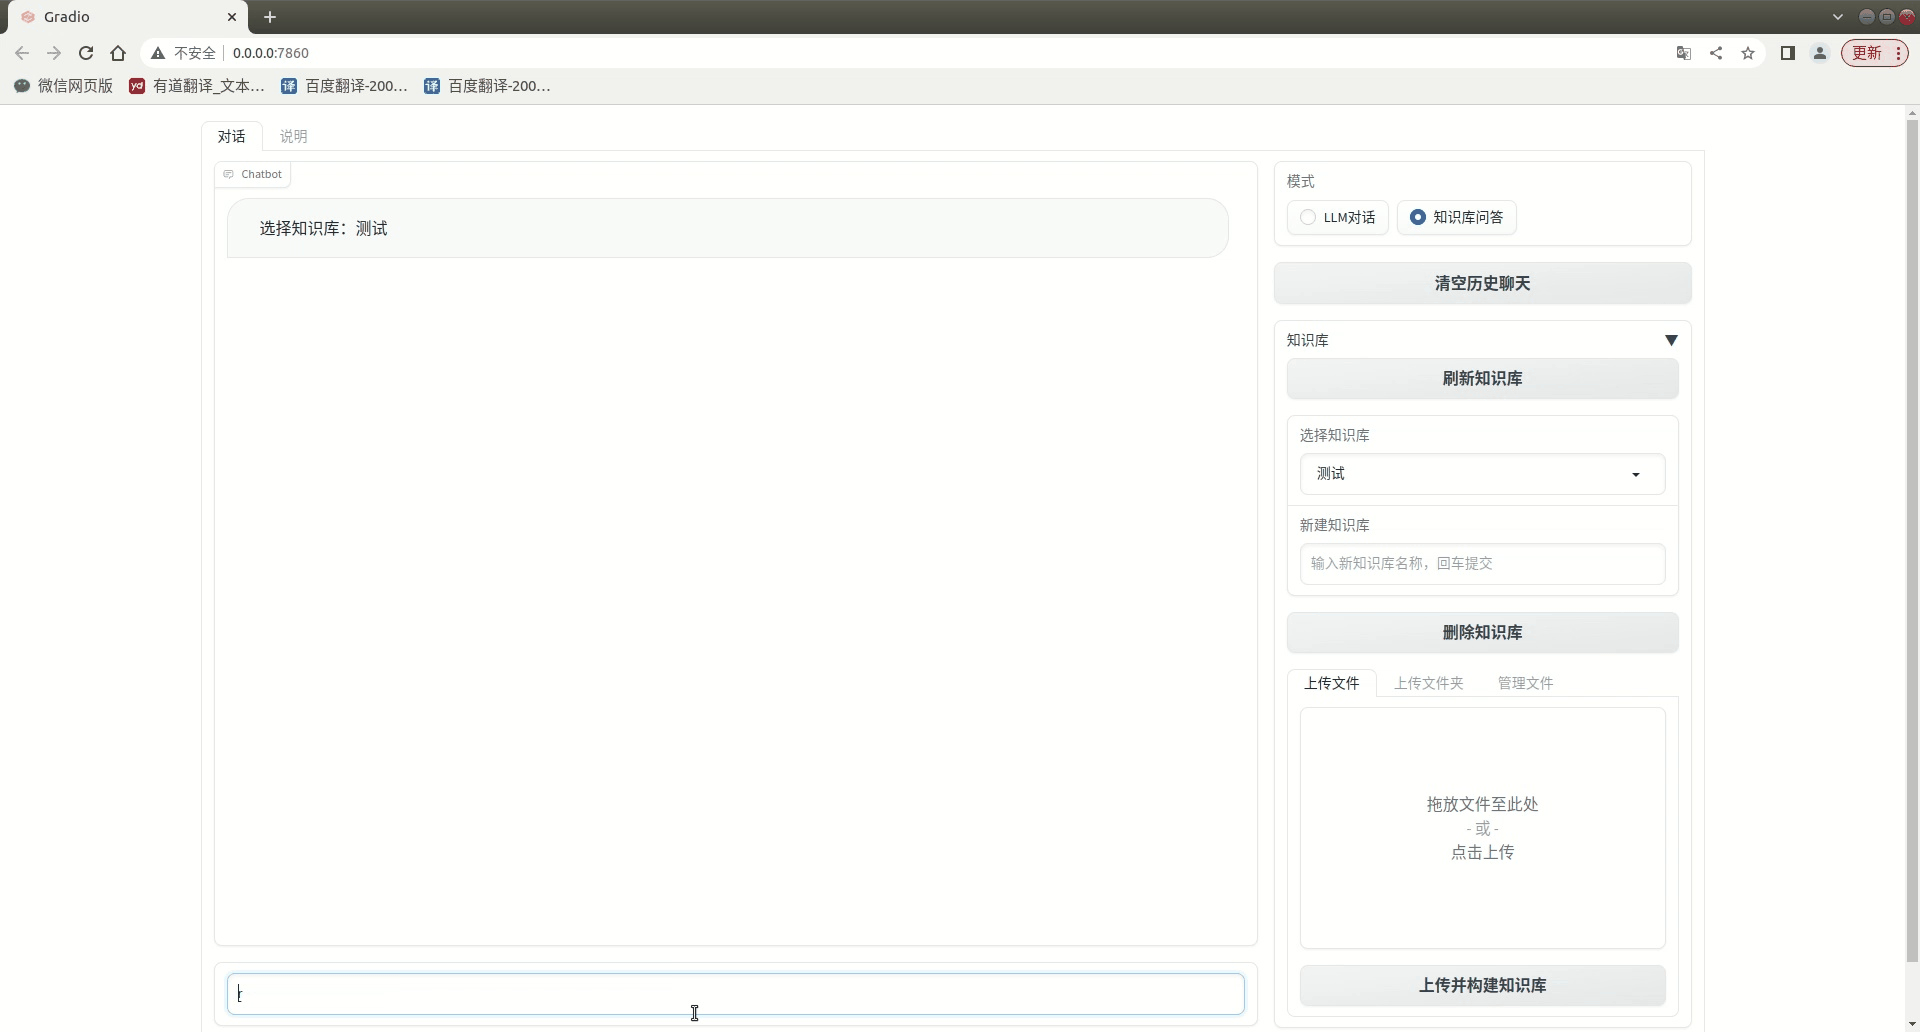 Gradio
不安全 0.0.0.0:7860
更新
微信网页版 有道翻译_文本... 百度翻译-200... 百度翻译-200...
对话 说明
Chatbot
选择知识库：测试
模式
LLM对话 知识库问答
清空历史聊天
知识库
刷新知识库
选择知识库
测试
新建知识库
输入新知识库名称，回车提交
删除知识库
上传文件 上传文件夹 管理文件
拖放文件至此处
- 或 -
点击上传
上传并构建知识库